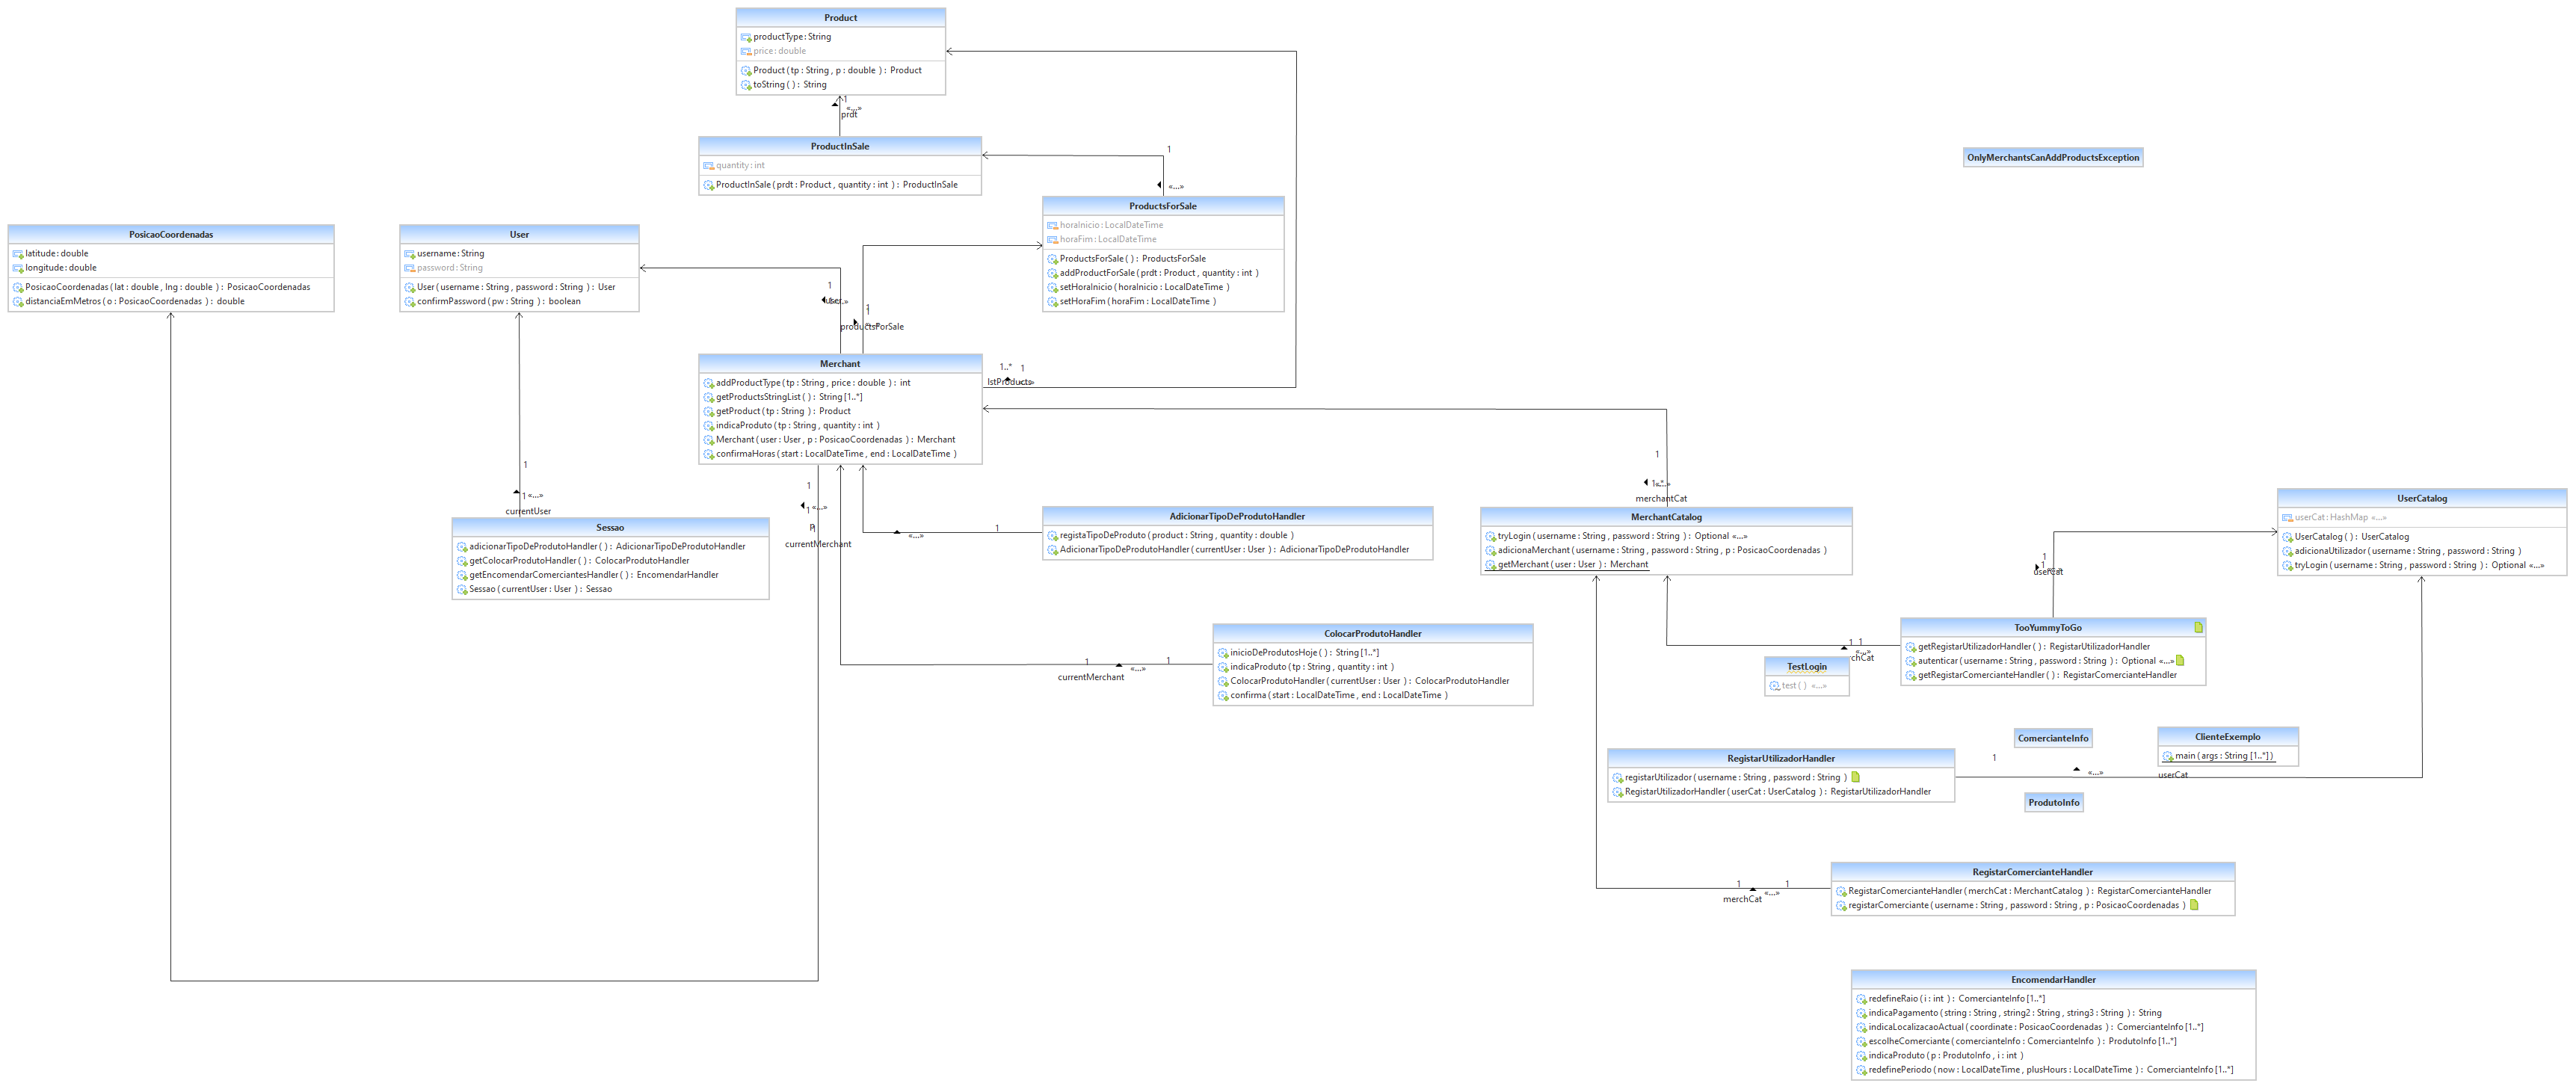 Product
productType: String
price: double
Product ( tp : String , p : double ) : Product
toString ( ) : String
1
«...»
prdt
ProductInSale
quantity: int
ProductInSale ( prdt : Product , quantity : int ) : ProductInSale
1
«...»
OnlyMerchantsCanAddProductsException
ProductsForSale
horaInicio: LocalDateTime
horaFim: LocalDateTime
ProductsForSale ( ) : ProductsForSale
addProductForSale ( prdt : Product , quantity : int )
setHoraInicio ( horaInicio : LocalDateTime )
setHoraFim ( horaFim : LocalDateTime )
PosicaoCoordenadas
latitude: double
longitude: double
PosicaoCoordenadas ( lat : double , lng : double ) : PosicaoCoordenadas
distanciaEmMetros ( o : PosicaoCoordenadas ) : double
User
username: String
password: String
User ( username : String , password : String ) : User
confirmPassword ( pw : String ) : boolean
1
1
productsForSale
Merchant
addProductType ( tp : String , price : double ) : int
getProductsStringList ( ) : String [1..*]
getProduct ( tp : String ) : Product
indicaProduto ( tp : String , quantity : int )
Merchant ( user : User , p : PosicaoCoordenadas ) : Merchant
confirmaHoras ( start : LocalDateTime , end : LocalDateTime )
1..*
1
lstProducts
1
1 «...»
currentUser
Sessao
adicionarTipoDeProdutoHandler ( ) : AdicionarTipoDeProdutoHandler
getColocarProdutoHandler ( ) : ColocarProdutoHandler
getEncomendarComerciantesHandler ( ) : EncomendarHandler
Sessao ( currentUser : User ) : Sessao
1
1 «...»
1
currentMerchant
AdicionarTipoDeProdutoHandler
registaTipoDeProduto ( product : String , quantity : double )
AdicionarTipoDeProdutoHandler ( currentUser : User ) : AdicionarTipoDeProdutoHandler
1
«...»
1
merchantCat
MerchantCatalog
tryLogin ( username : String , password : String ) : Optional «...»
adicionaMerchant ( username : String , password : String , p : PosicaoCoordenadas )
getMerchant ( user : User ) : Merchant
UserCatalog
userCat: HashMap «...»
UserCatalog ( ) : UserCatalog
adicionaUtilizador ( username : String , password : String )
tryLogin ( username : String , password : String ) : Optional «...»
1
1
userCat
ColocarProdutoHandler
inicioDeProdutosHoje ( ) : String [1..*]
indicaProduto ( tp : String , quantity : int )
ColocarProdutoHandler ( currentUser : User ) : ColocarProdutoHandler
confirma ( start : LocalDateTime , end : LocalDateTime )
1
«...»
1
currentMerchant
TooYummyToGo
getRegistarUtilizadorHandler ( ) : RegistarUtilizadorHandler
autenticar ( username : String , password : String ) : Optional «...»
getRegistarComercianteHandler ( ) : RegistarComercianteHandler
1 1
«...»
TestLogin
test ( ) «...»
ComercianteInfo
ClienteExemplo
main ( args : String [1..*] )
RegistarUtilizadorHandler
registarUtilizador ( username : String , password : String )
RegistarUtilizadorHandler ( userCat : UserCatalog ) : RegistarUtilizadorHandler
1
«...»
userCat
ProdutoInfo
RegistarComercianteHandler
RegistarComercianteHandler ( merchCat : MerchantCatalog ) : RegistarComercianteHandler
registarComerciante ( username : String , password : String , p : PosicaoCoordenadas )
1
«...»
1
merchCat
EncomendarHandler
redefineRaio ( i : int ) : ComercianteInfo [1..*]
indicaPagamento ( string : String , string2 : String , string3 : String ) : String
indicaLocalizacaoActual ( coordinate : PosicaoCoordenadas ) : ComercianteInfo [1..*]
escolheComerciante ( comercianteInfo : ComercianteInfo ) : ProdutoInfo [1..*]
indicaProduto ( p : ProdutoInfo , i : int )
redefinePeriodo ( now : LocalDateTime , plusHours : LocalDateTime ) : ComercianteInfo [1..*]